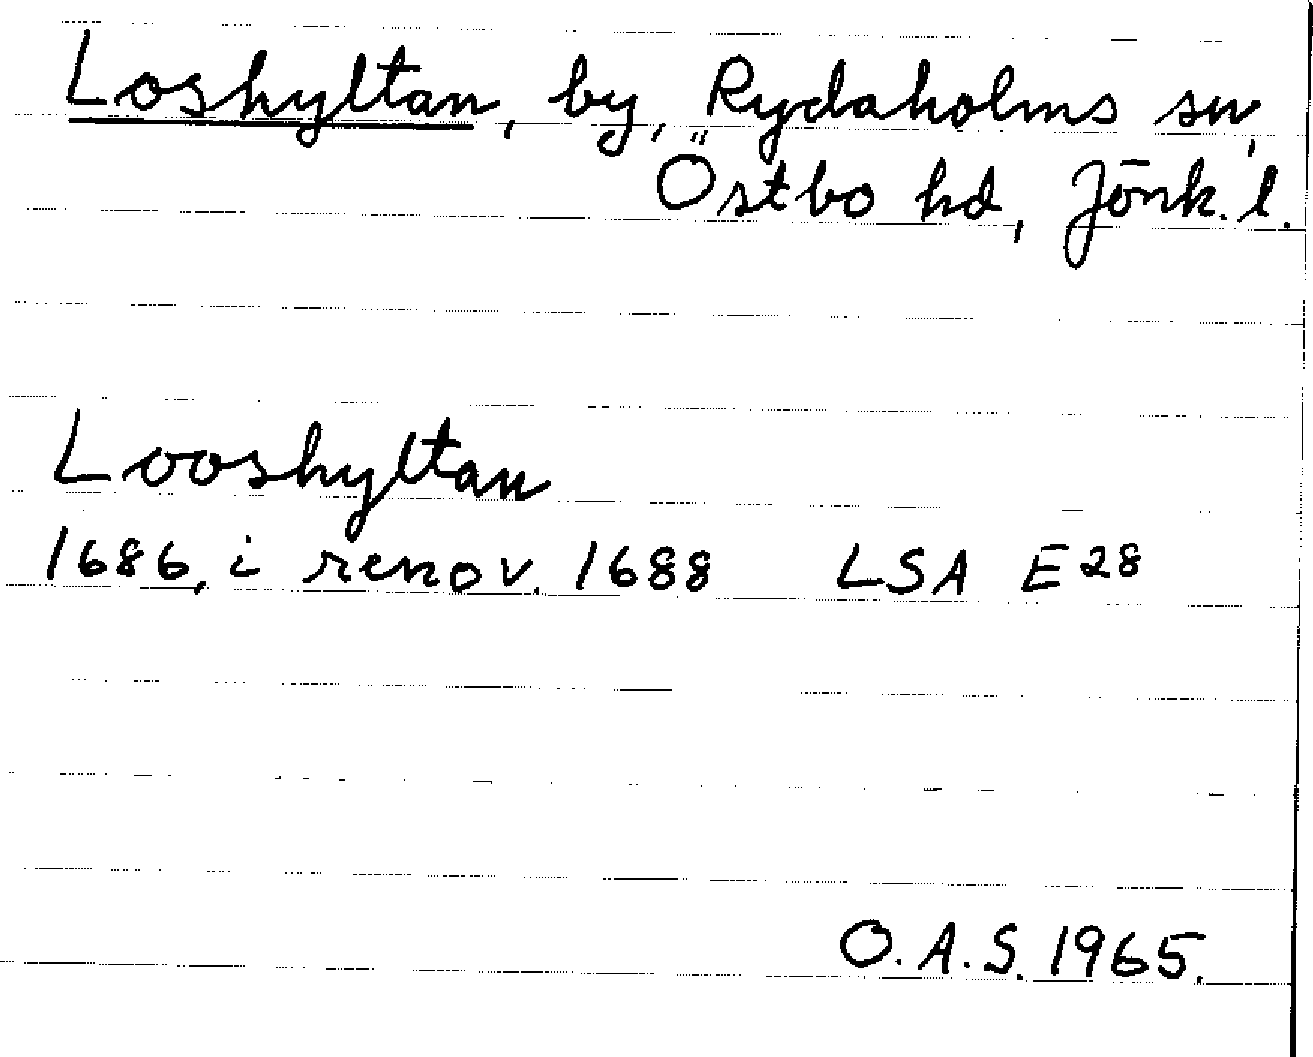 Loshyltan, by, Rydaholms sn,
Östbo hd, Jönk. l.
Looshyltan
1686, i renov. 1688 LSA E28
O.A.S. 1965.